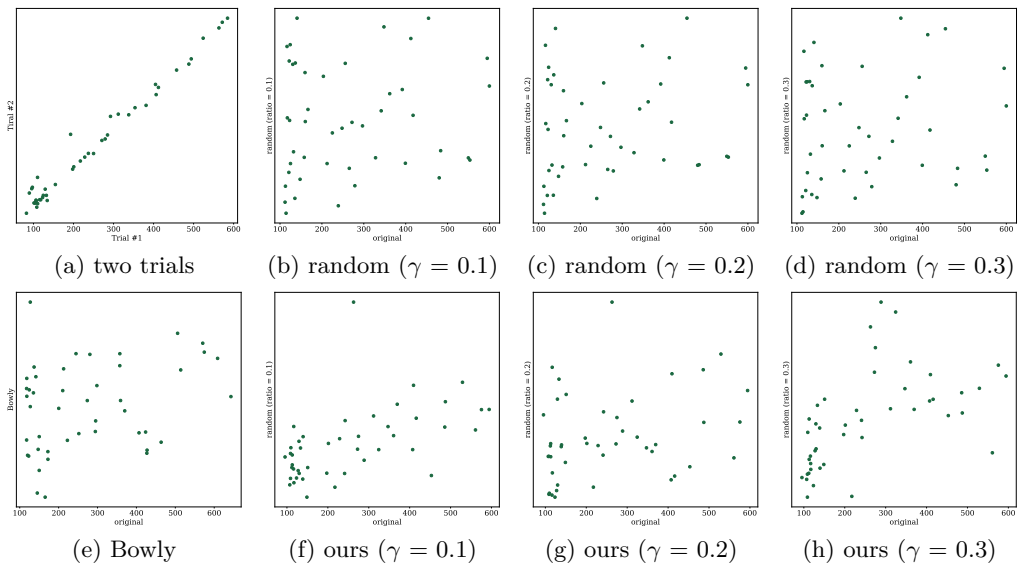 Tiral #2
100 200 300 400 500 600
Trial #1
(a) two trials
random (ratio = 0.1)
100 200 300 400 500 600
original
(b) random (γ = 0.1)
random (ratio = 0.2)
100 200 300 400 500 600
original
(c) random (γ = 0.2)
random (ratio = 0.3)
100 200 300 400 500 600
original
(d) random (γ = 0.3)
Bowly
100 200 300 400 500 600
original
(e) Bowly
random (ratio = 0.1)
100 200 300 400 500 600
original
(f) ours (γ = 0.1)
random (ratio = 0.2)
100 200 300 400 500 600
original
(g) ours (γ = 0.2)
random (ratio = 0.3)
100 200 300 400 500 600
original
(h) ours (γ = 0.3)